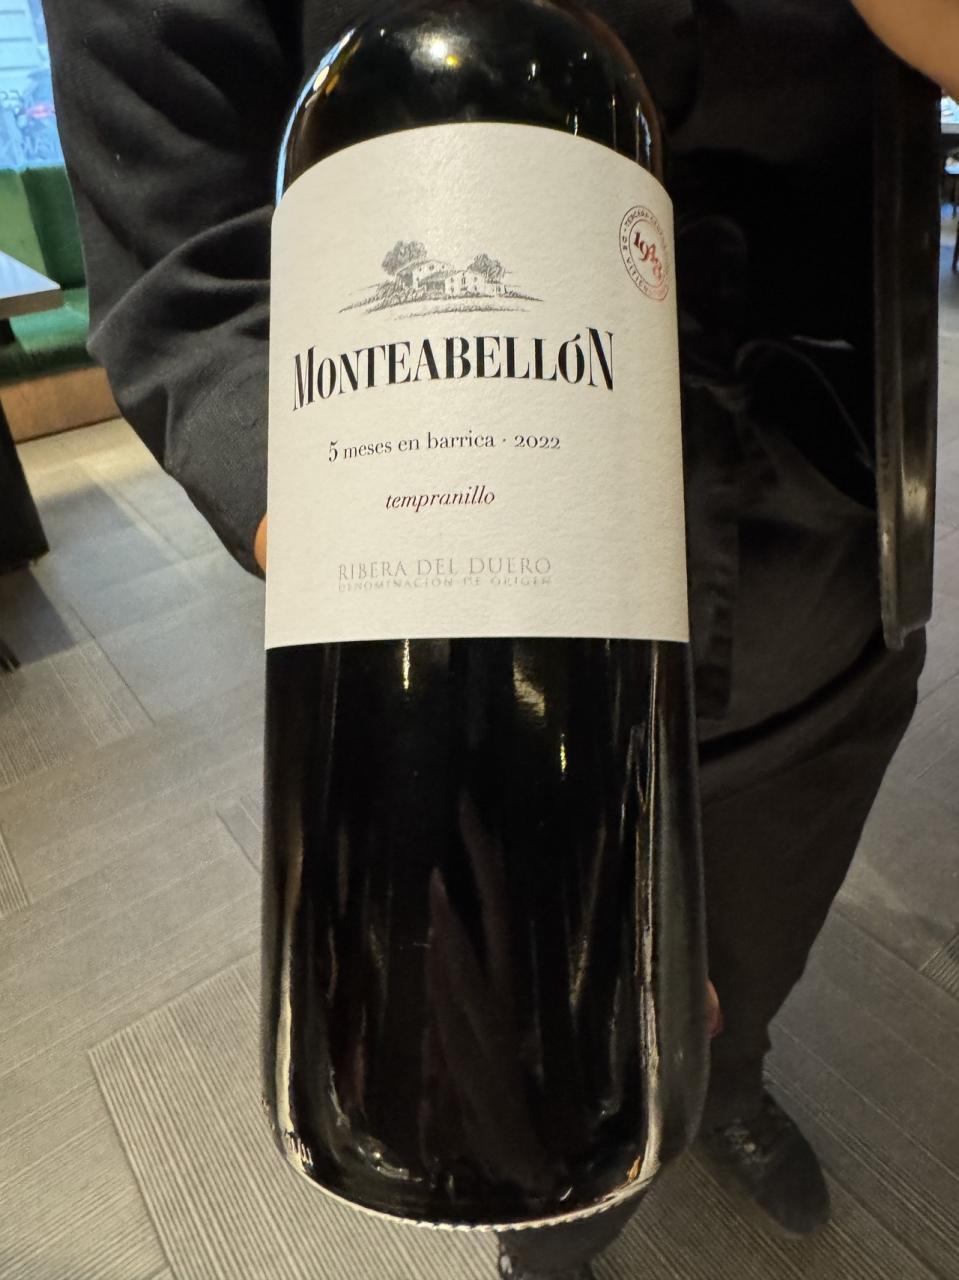 MONTEABELLÓN
5 meses en barrica · 2022
tempranillo
RIBERA DEL DUERO
DENOMINACIÓN DE ORIGEN